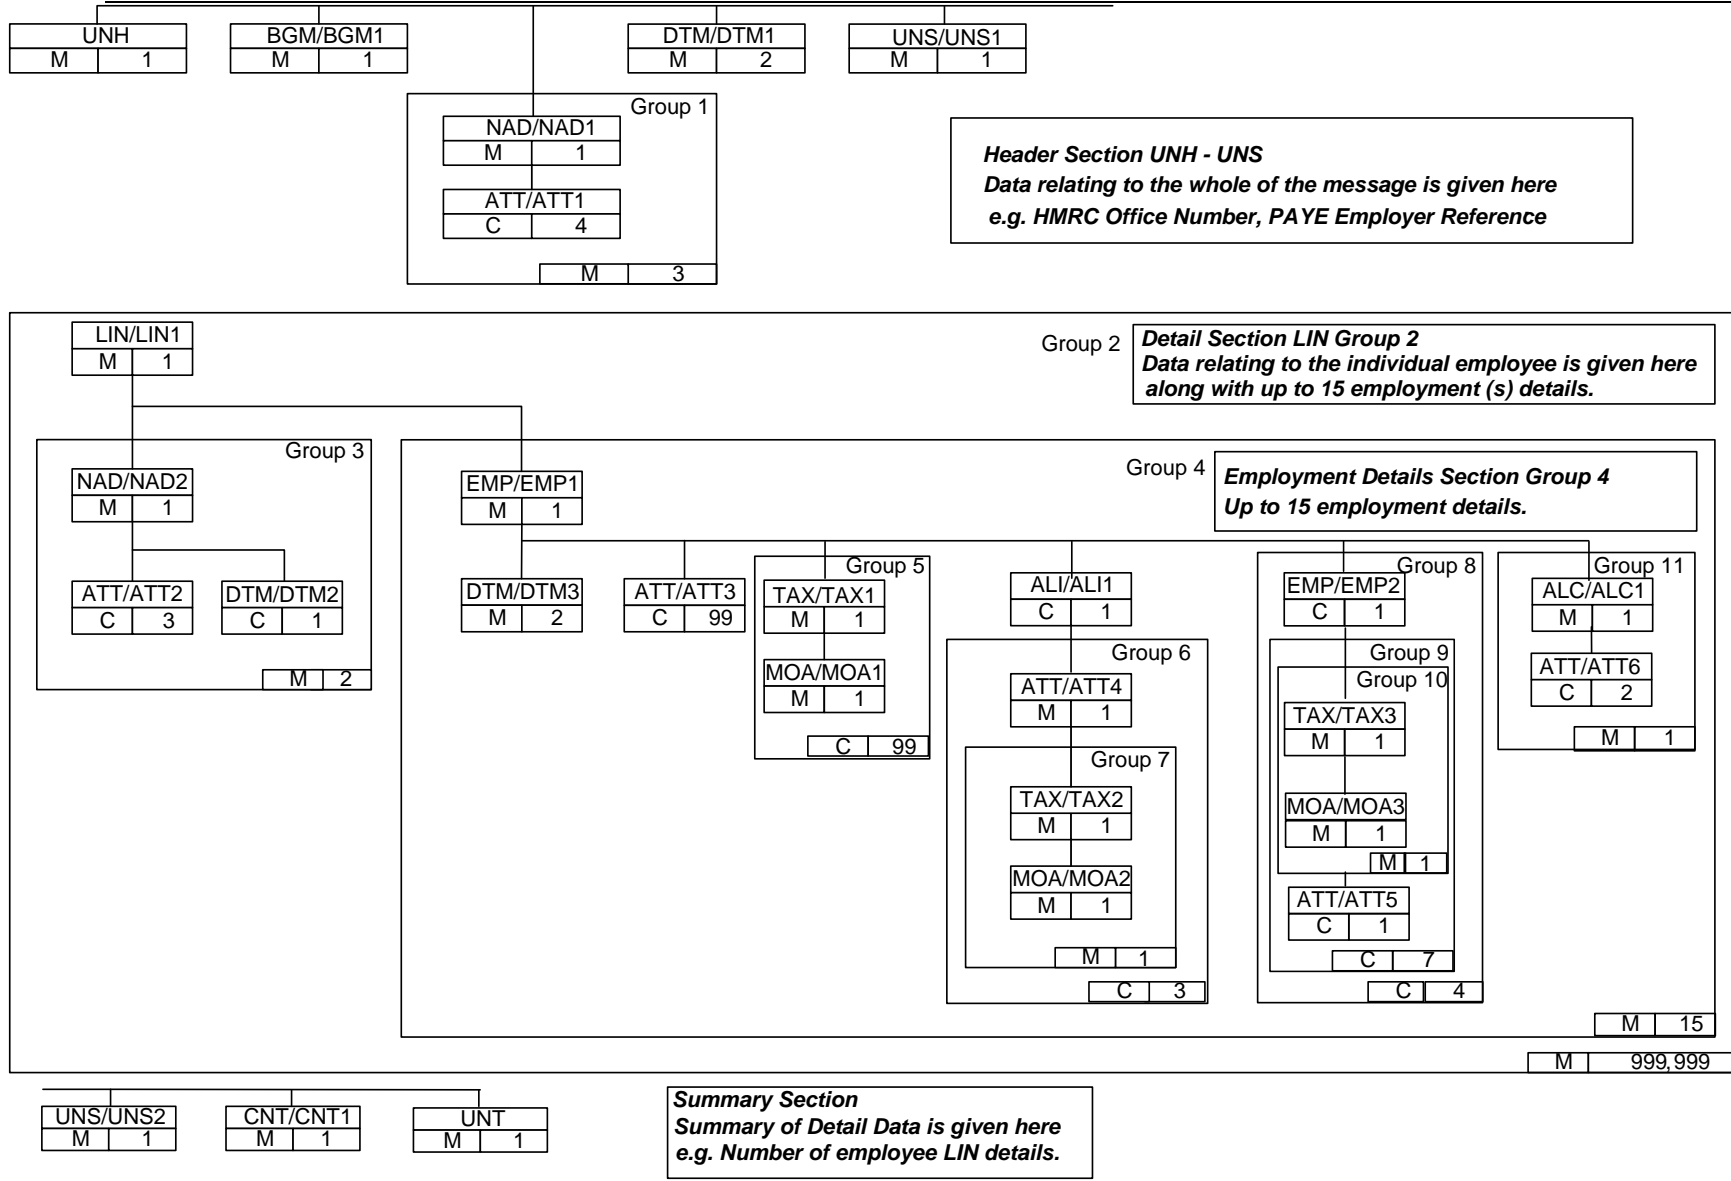 UNH
M 1
BGM/BGM1
M 1
DTM/DTM1
M 2
UNS/UNS1
M 1
Group 1
NAD/NAD1
M 1
ATT/ATT1
C 4
M 3
Header Section UNH - UNS
Data relating to the whole of the message is given here
e.g. HMRC Office Number, PAYE Employer Reference
LIN/LIN1
M 1
Group 2
Detail Section LIN Group 2
Data relating to the individual employee is given here
along with up to 15 employment (s) details.
Group 3
NAD/NAD2
M 1
ATT/ATT2
C 3
DTM/DTM2
C 1
M 2
Group 4
Employment Details Section Group 4
Up to 15 employment details.
EMP/EMP1
M 1
DTM/DTM3
M 2
ATT/ATT3
C 99
Group 5
TAX/TAX1
M 1
MOA/MOA1
M 1
C 99
ALI/ALI1
C 1
Group 6
ATT/ATT4
M 1
Group 7
TAX/TAX2
M 1
MOA/MOA2
M 1
M 1
C 3
Group 8
EMP/EMP2
C 1
Group 9
Group 10
TAX/TAX3
M 1
MOA/MOA3
M 1
M 1
ATT/ATT5
C 1
C 7
C 4
Group 11
ALC/ALC1
M 1
ATT/ATT6
C 2
M 1
M 15
M 999,999
UNS/UNS2
M 1
CNT/CNT1
M 1
UNT
M 1
Summary Section
Summary of Detail Data is given here
e.g. Number of employee LIN details.